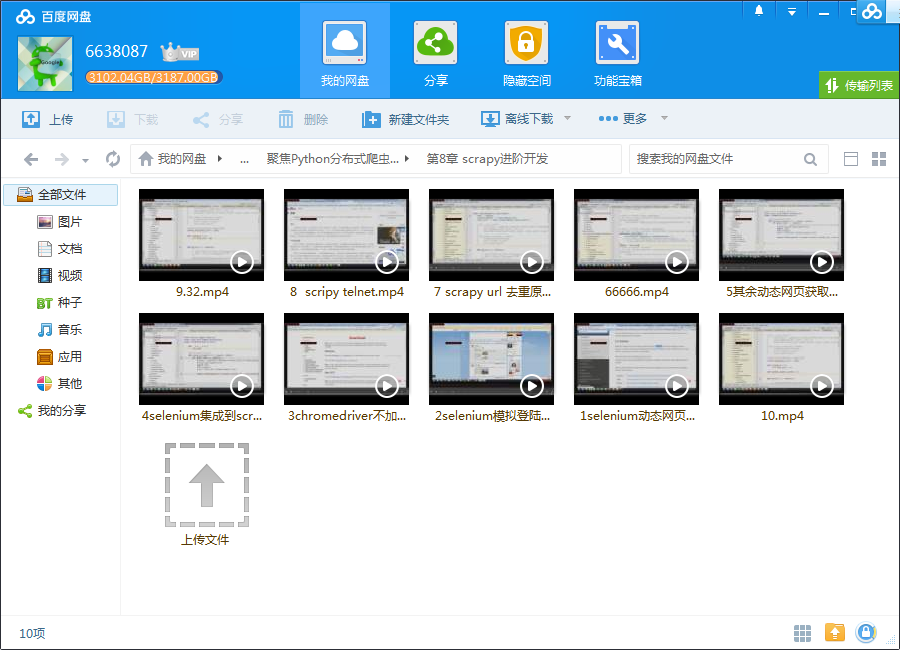 百度网盘
6638087 VIP
3102.04GB/3187.00GB
我的网盘 分享 隐藏空间 功能宝箱
传输列表
上传 下载 分享 删除 新建文件夹 离线下载 更多
我的网盘 ... 聚焦Python分布式爬虫... 第8章 scrapy进阶开发 搜索我的网盘文件
全部文件
图片
文档
视频
BT 种子
音乐
应用
其他
我的分享
9.32.mp4 8 scripy telnet.mp4 7 scrapy url 去重原... 66666.mp4 5其余动态网页获取...
4selenium集成到scr... 3chromedriver不加... 2selenium模拟登陆... 1selenium动态网页... 10.mp4
上传文件
10项